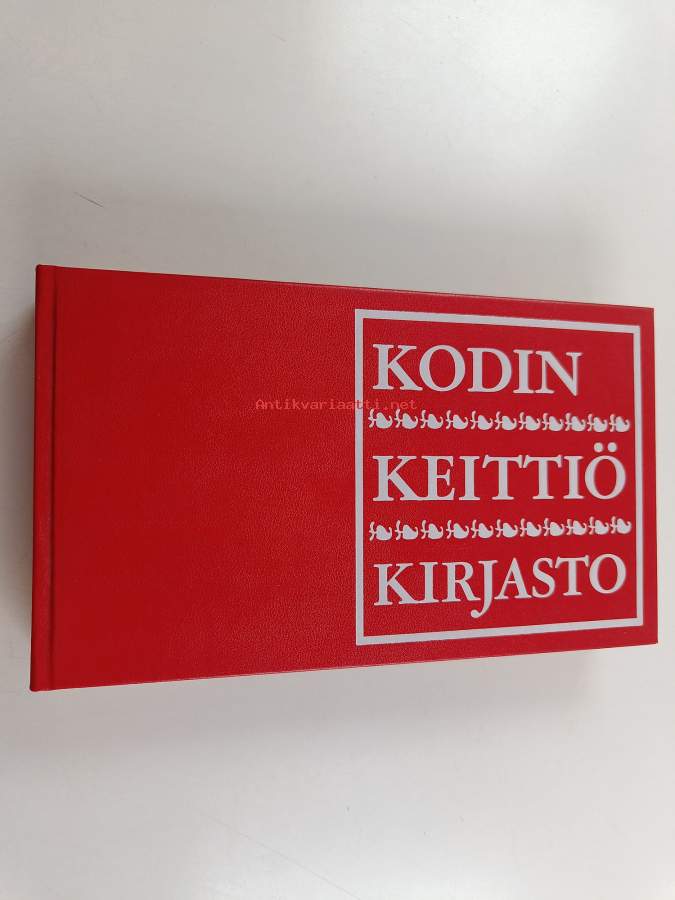 KODIN
Antikvariaatti.net
KEITTIÖ
KIRJASTO